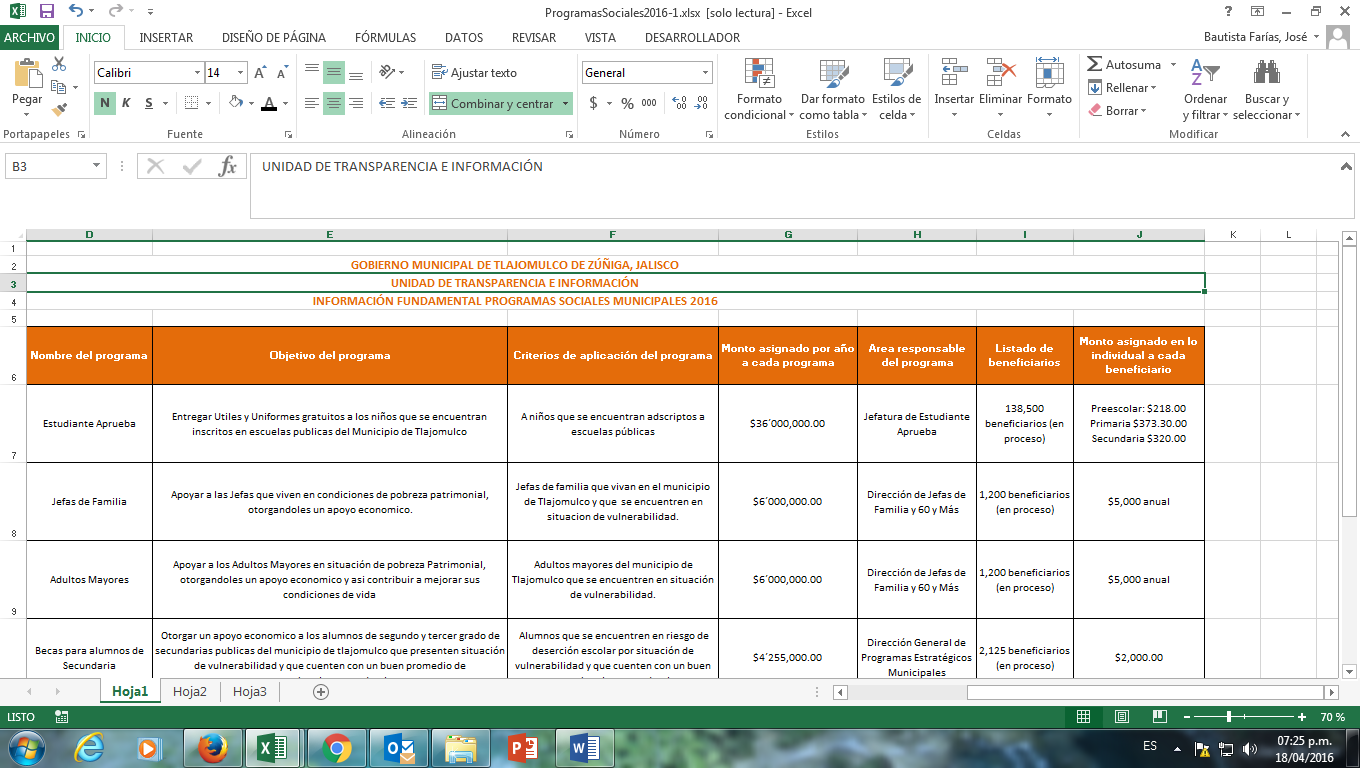 ProgramasSociales2016-1.xlsx [solo lectura] - Excel
ARCHIVO INICIO INSERTAR DISEÑO DE PÁGINA FÓRMULAS DATOS REVISAR VISTA DESARROLLADOR Bautista Farías, José
Pegar
Calibri 14
N K S
Ajustar texto
Combinar y centrar
General
$ % 000
Formato condicional
Dar formato como tabla
Estilos de celda
Insertar Eliminar Formato
Autosuma
Rellenar
Borrar
Ordenar y filtrar
Buscar y seleccionar
Portapapeles Fuente Alineación Número Estilos Celdas Modificar
B3 fx UNIDAD DE TRANSPARENCIA E INFORMACIÓN
D E F G H I J K L
1
2 GOBIERNO MUNICIPAL DE TLAJOMULCO DE ZÚÑIGA, JALISCO
3 UNIDAD DE TRANSPARENCIA E INFORMACIÓN
4 INFORMACIÓN FUNDAMENTAL PROGRAMAS SOCIALES MUNICIPALES 2016
5
6
Nombre del programa
Objetivo del programa
Criterios de aplicación del programa
Monto asignado por año
a cada programa
Area responsable
del programa
Listado de
beneficiarios
Monto asignado en lo
individual a cada
beneficiario
7
Estudiante Aprueba
Entregar Utiles y Uniformes gratuitos a los niños que se encuentran
inscritos en escuelas publicas del Municipio de Tlajomulco
A niños que se encuentran adscriptos a
escuelas públicas
$36´000,000.00
Jefatura de Estudiante
Aprueba
138,500
beneficiarios (en
proceso)
Preescolar: $218.00
Primaria $373.30.00
Secundaria $320.00
8
Jefas de Familia
Apoyar a las Jefas que viven en condiciones de pobreza patrimonial,
otorgandoles un apoyo economico.
Jefas de familia que vivan en el municipio
de Tlajomulco y que se encuentren en
situacion de vulnerabilidad.
$6´000,000.00
Dirección de Jefas de
Familia y 60 y Más
1,200 beneficiarios
(en proceso)
$5,000 anual
9
Adultos Mayores
Apoyar a los Adultos Mayores en situación de pobreza Patrimonial,
otorgandoles un apoyo economico y asi contribuir a mejorar sus
condiciones de vida
Adultos mayores del municipio de
Tlajomulco que se encuentren en situación
de vulnerabilidad.
$6´000,000.00
Dirección de Jefas de
Familia y 60 y Más
1,200 beneficiarios
(en proceso)
$5,000 anual
Becas para alumnos de
Secundaria
Otorgar un apoyo economico a los alumnos de segundo y tercer grado de
secundarias publicas del municipio de tlajomulco que presenten situación
de vulnerabilidad y que cuenten con un buen promedio de
Alumnos que se encuentren en riesgo de
deserción escolar por situación de
vulnerabilidad y que cuenten con un buen
$4´255,000.00
Dirección General de
Programas Estratégicos
Municipales
2,125 beneficiarios
(en proceso)
$2,000.00
Hoja1 Hoja2 Hoja3
LISTO 70 %
ES 07:25 p.m.
18/04/2016